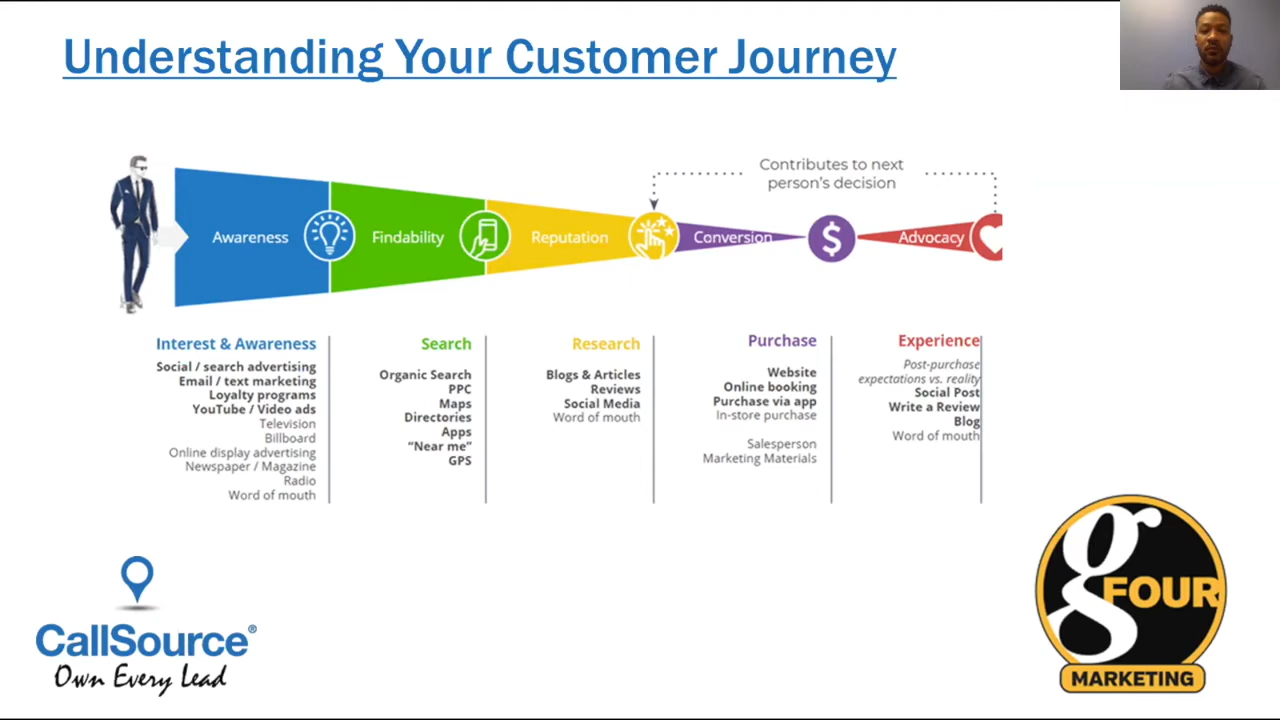 Understanding Your Customer Journey
Contributes to next
person's decision
Awareness
Findability
Reputation
Conversion
$
Advocacy
Interest & Awareness
Social / search advertising
Email / text marketing
Loyalty programs
YouTube / Video ads
Television
Billboard
Online display advertising
Newspaper / Magazine
Radio
Word of mouth
Search
Organic Search
PPC
Maps
Directories
Apps
“Near me”
GPS
Research
Blogs & Articles
Reviews
Social Media
Word of mouth
Purchase
Website
Online booking
Purchase via app
In-store purchase
Salesperson
Marketing Materials
Experience
Post-purchase
expectations vs. reality
Social Post
Write a Review
Blog
Word of mouth
CallSource®
Own Every Lead
g FOUR
MARKETING